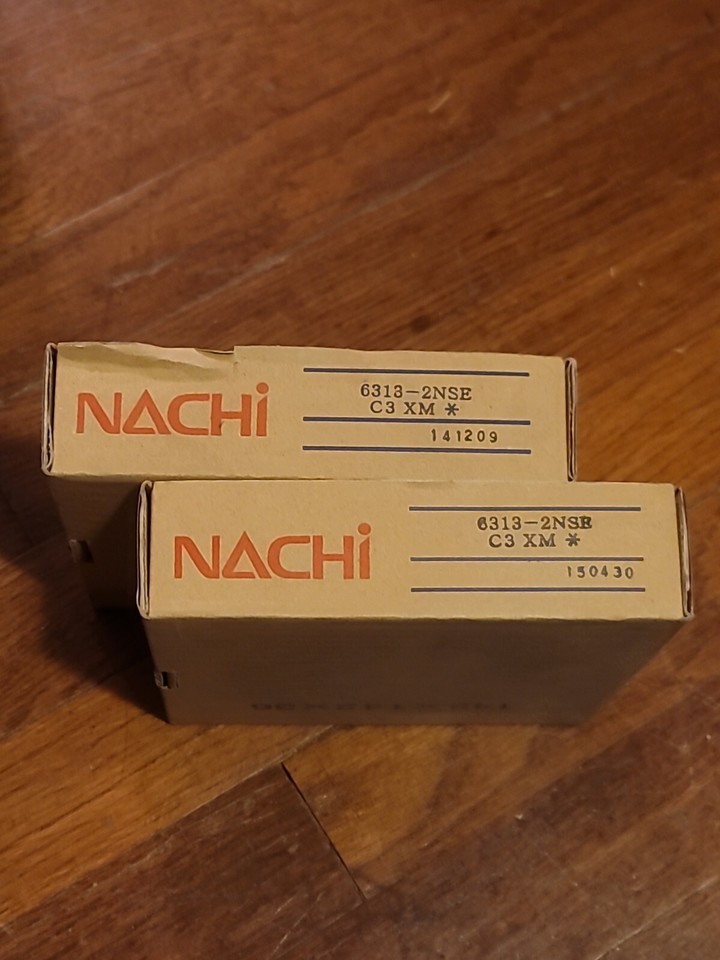 NACHi
6313-2NSE
C3 XM *
141209
NACHi
6313-2NSE
C3 XM *
150430